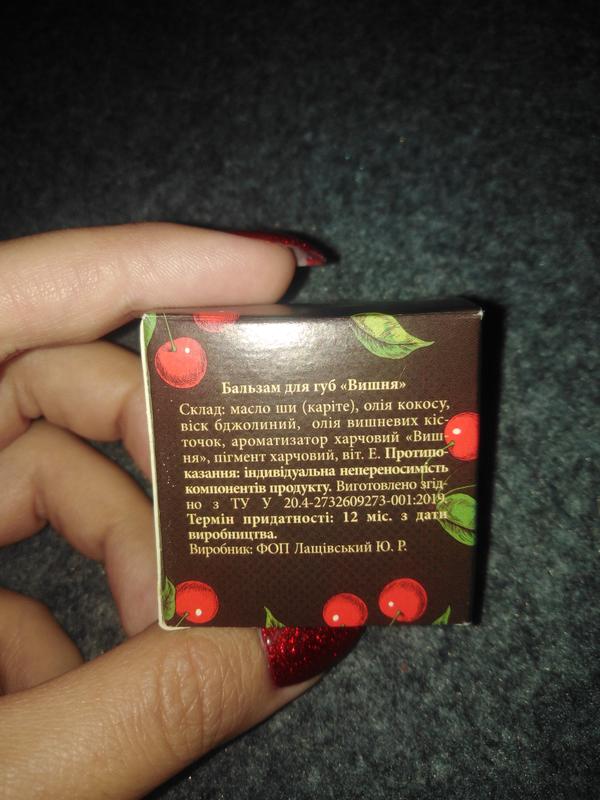 Бальзам для губ «Вишня»
Склад: масло ши (каріте), олія кокосу,
віск бджолиний, олія вишневих кіс-
точок, ароматизатор харчовий «Виш-
ня», пігмент харчовий, віт. Е. Протипо-
казання: індивідуальна непереносимість
компонентів продукту. Виготовлено згід-
но з ТУ У 20.4-2732609273-001:2019.
Термін придатності: 12 міс. з дати
виробництва.
Виробник: ФОП Лащівський Ю. Р.